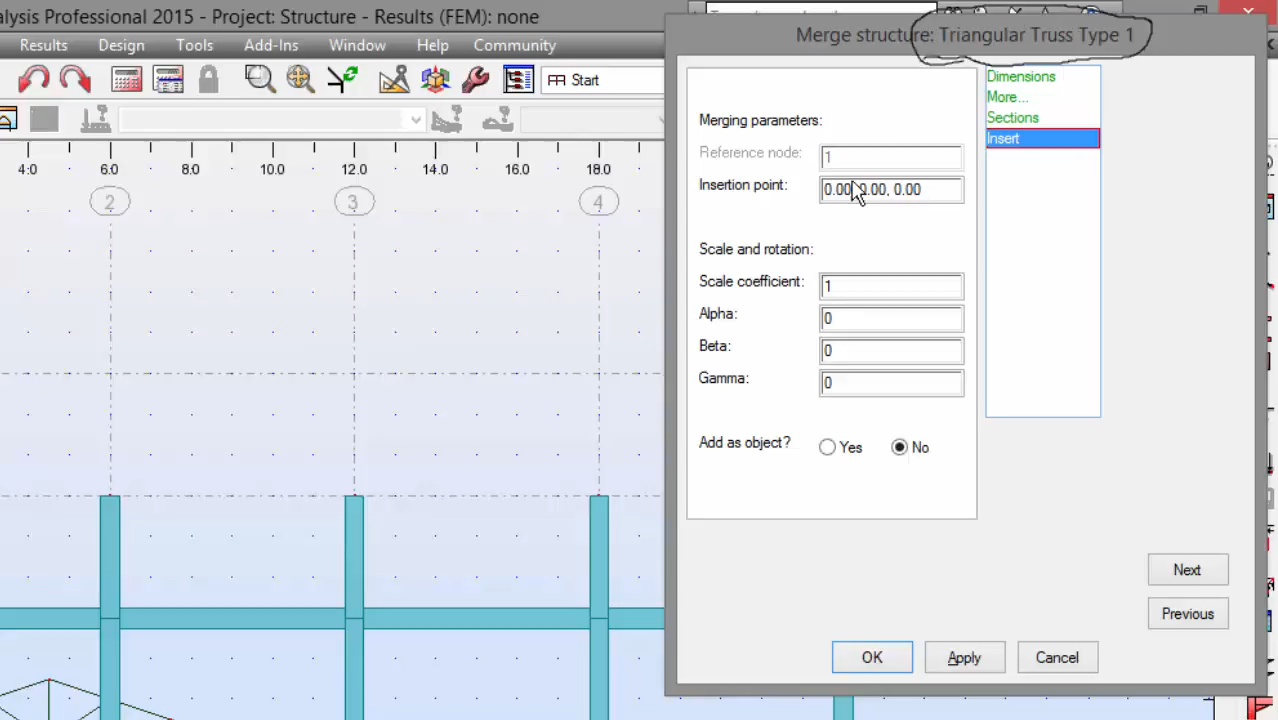 alysis Professional 2015 - Project: Structure - Results (FEM): none
Results Design Tools Add-Ins Window Help Community
Start
4.0 6.0 8.0 10.0 12.0 14.0 16.0 18.0
2 3 4
Merge structure: Triangular Truss Type 1
Merging parameters:
Reference node: 1
Insertion point: 0.00, 0.00, 0.00
Scale and rotation:
Scale coefficient: 1
Alpha: 0
Beta: 0
Gamma: 0
Add as object? Yes No
Dimensions
More...
Sections
Insert
Next
Previous
OK Apply Cancel